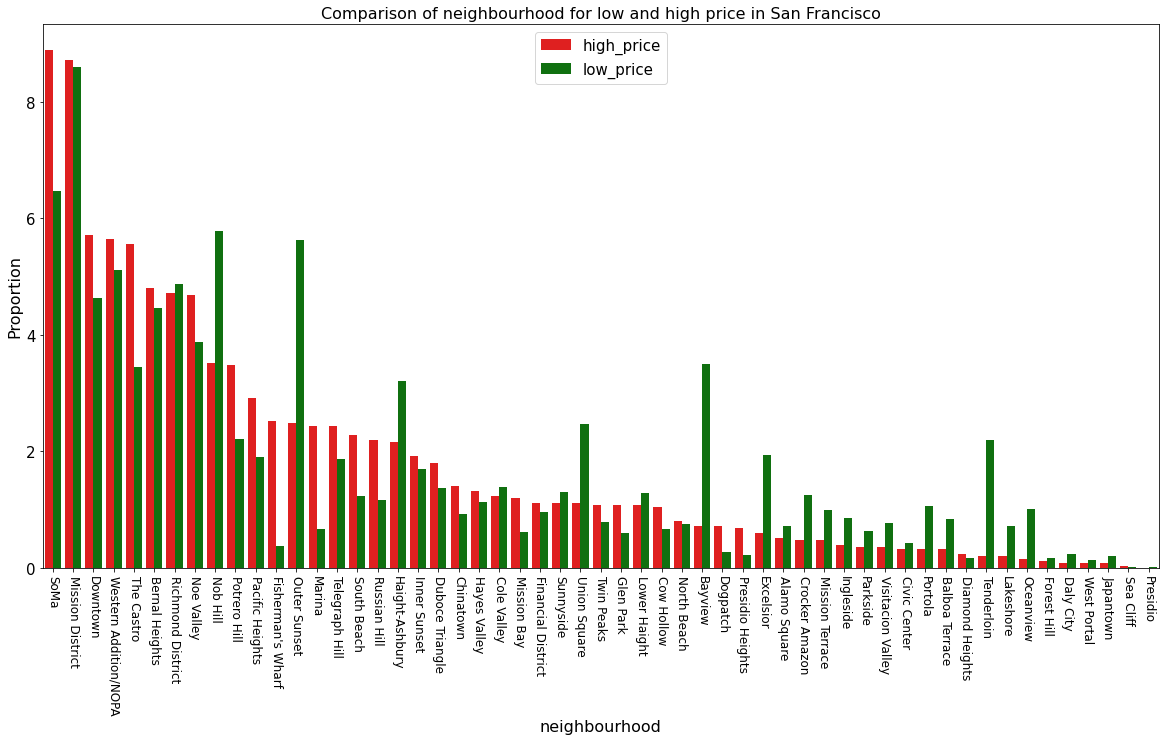 Comparison of neighbourhood for low and high price in San Francisco
high_price
low_price
Proportion
8
6
4
2
0
SoMa
Mission District
Downtown
Western Addition/NOPA
The Castro
Bernal Heights
Richmond District
Noe Valley
Nob Hill
Potrero Hill
Pacific Heights
Fisherman's Wharf
Outer Sunset
Marina
Telegraph Hill
South Beach
Russian Hill
Haight-Ashbury
Inner Sunset
Duboce Triangle
Chinatown
Hayes Valley
Cole Valley
Mission Bay
Financial District
Sunnyside
Union Square
Twin Peaks
Glen Park
Lower Haight
Cow Hollow
North Beach
Bayview
Dogpatch
Presidio Heights
Excelsior
Alamo Square
Crocker Amazon
Mission Terrace
Ingleside
Parkside
Visitacion Valley
Civic Center
Portola
Balboa Terrace
Diamond Heights
Tenderloin
Lakeshore
Oceanview
Forest Hill
Daly City
West Portal
Japantown
Sea Cliff
Presidio
neighbourhood